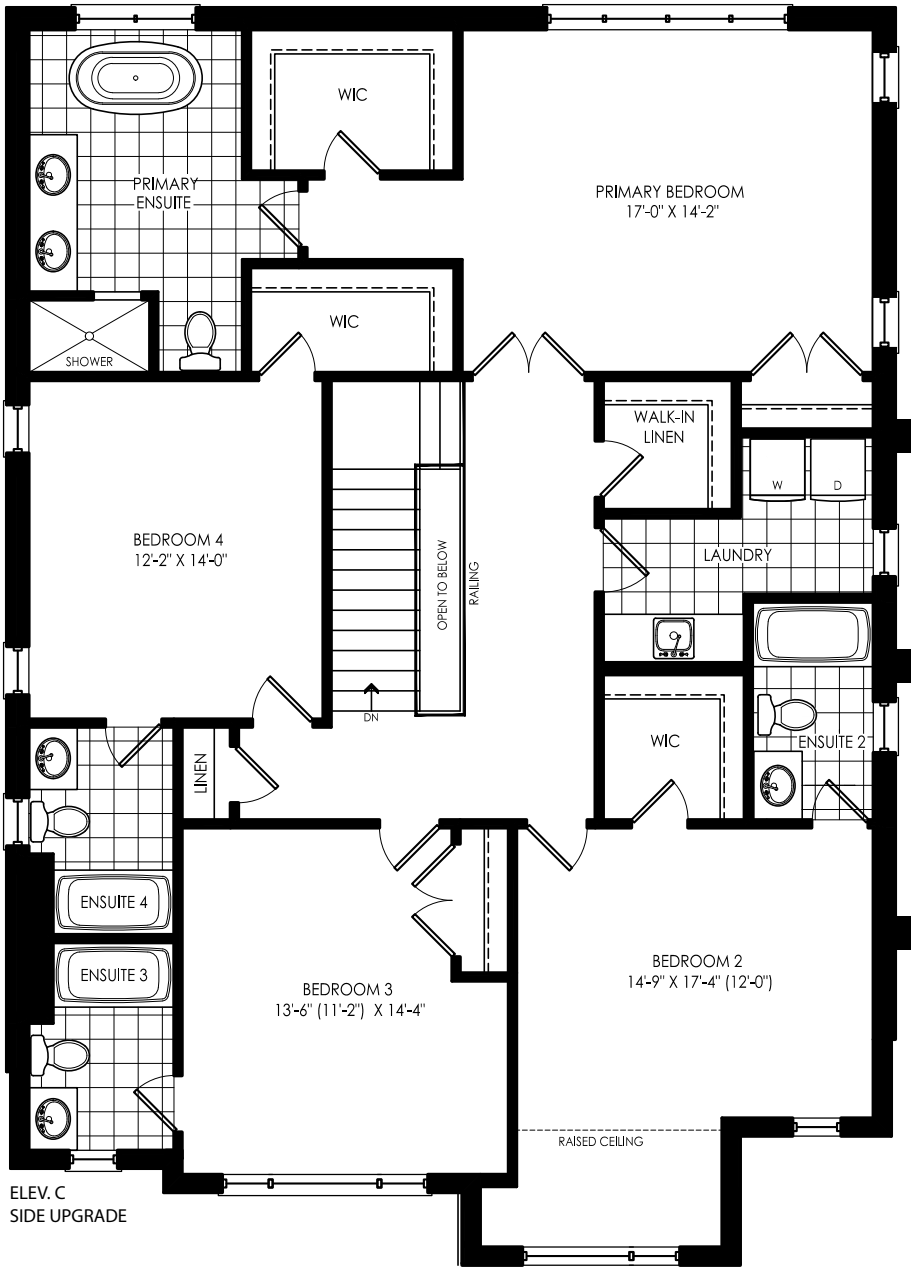 WIC
PRIMARY
ENSUITE
PRIMARY BEDROOM
17'-0" X 14'-2"
WIC
SHOWER
WALK-IN
LINEN
W
D
BEDROOM 4
12'-2" X 14'-0"
OPEN TO BELOW
RAILING
LAUNDRY
DN
WIC
ENSUITE 2
LINEN
ENSUITE 4
ENSUITE 3
BEDROOM 3
13'-6" (11'-2") X 14'-4"
BEDROOM 2
14'-9" X 17'-4" (12'-0")
RAISED CEILING
ELEV. C
SIDE UPGRADE